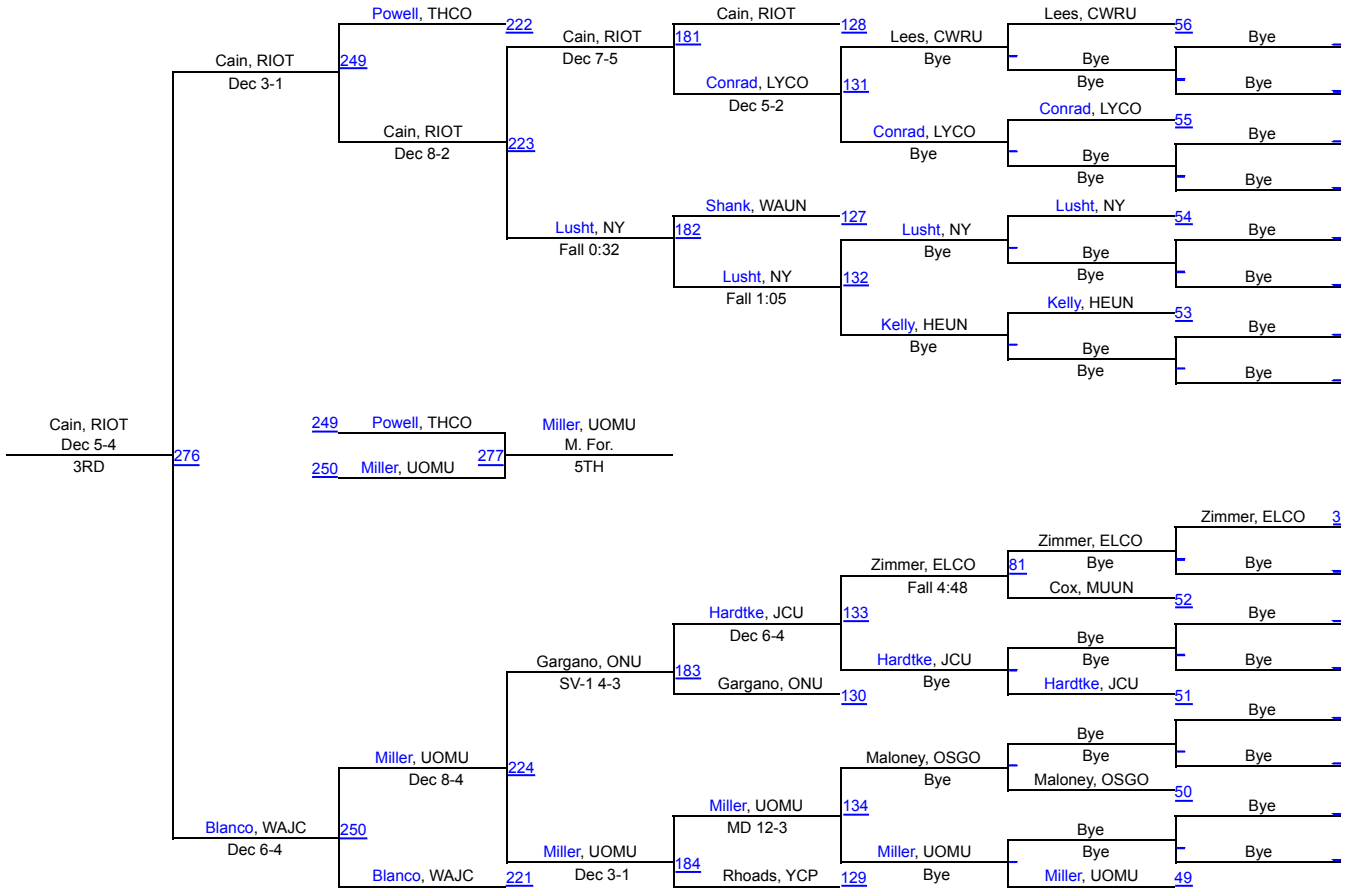 Powell, THCO
222
Cain, RIOT
128
Lees, CWRU
56
Cain, RIOT
Dec 7-5
181
Lees, CWRU
Bye
Bye
Cain, RIOT
Dec 3-1
249
Bye
Bye
Bye
Conrad, LYCO
Dec 5-2
131
Conrad, LYCO
55
Cain, RIOT
Dec 8-2
223
Conrad, LYCO
Bye
Bye
Bye
Bye
Bye
Shank, WAUN
127
Lusht, NY
54
Lusht, NY
Fall 0:32
182
Lusht, NY
Bye
Bye
Bye
Bye
Bye
Lusht, NY
Fall 1:05
132
Kelly, HEUN
53
Kelly, HEUN
Bye
Bye
Bye
Bye
Bye
Cain, RIOT
Dec 5-4
3RD
276
249
Powell, THCO
250
Miller, UOMU
277
Miller, UOMU
M. For.
5TH
Zimmer, ELCO
3
Zimmer, ELCO
Bye
Bye
Zimmer, ELCO
Fall 4:48
81
Cox, MUUN
52
Hardtke, JCU
Dec 6-4
133
Bye
Bye
Bye
Bye
Gargano, ONU
SV-1 4-3
183
Hardtke, JCU
Bye
Gargano, ONU
130
Hardtke, JCU
51
Bye
Bye
Bye
Bye
Miller, UOMU
Dec 8-4
224
Maloney, OSGO
Bye
Maloney, OSGO
50
Miller, UOMU
MD 12-3
134
Bye
Bye
Bye
Bye
Blanco, WAJC
Dec 6-4
250
Miller, UOMU
Dec 3-1
184
Miller, UOMU
Bye
Blanco, WAJC
221
Rhoads, YCP
129
Miller, UOMU
49